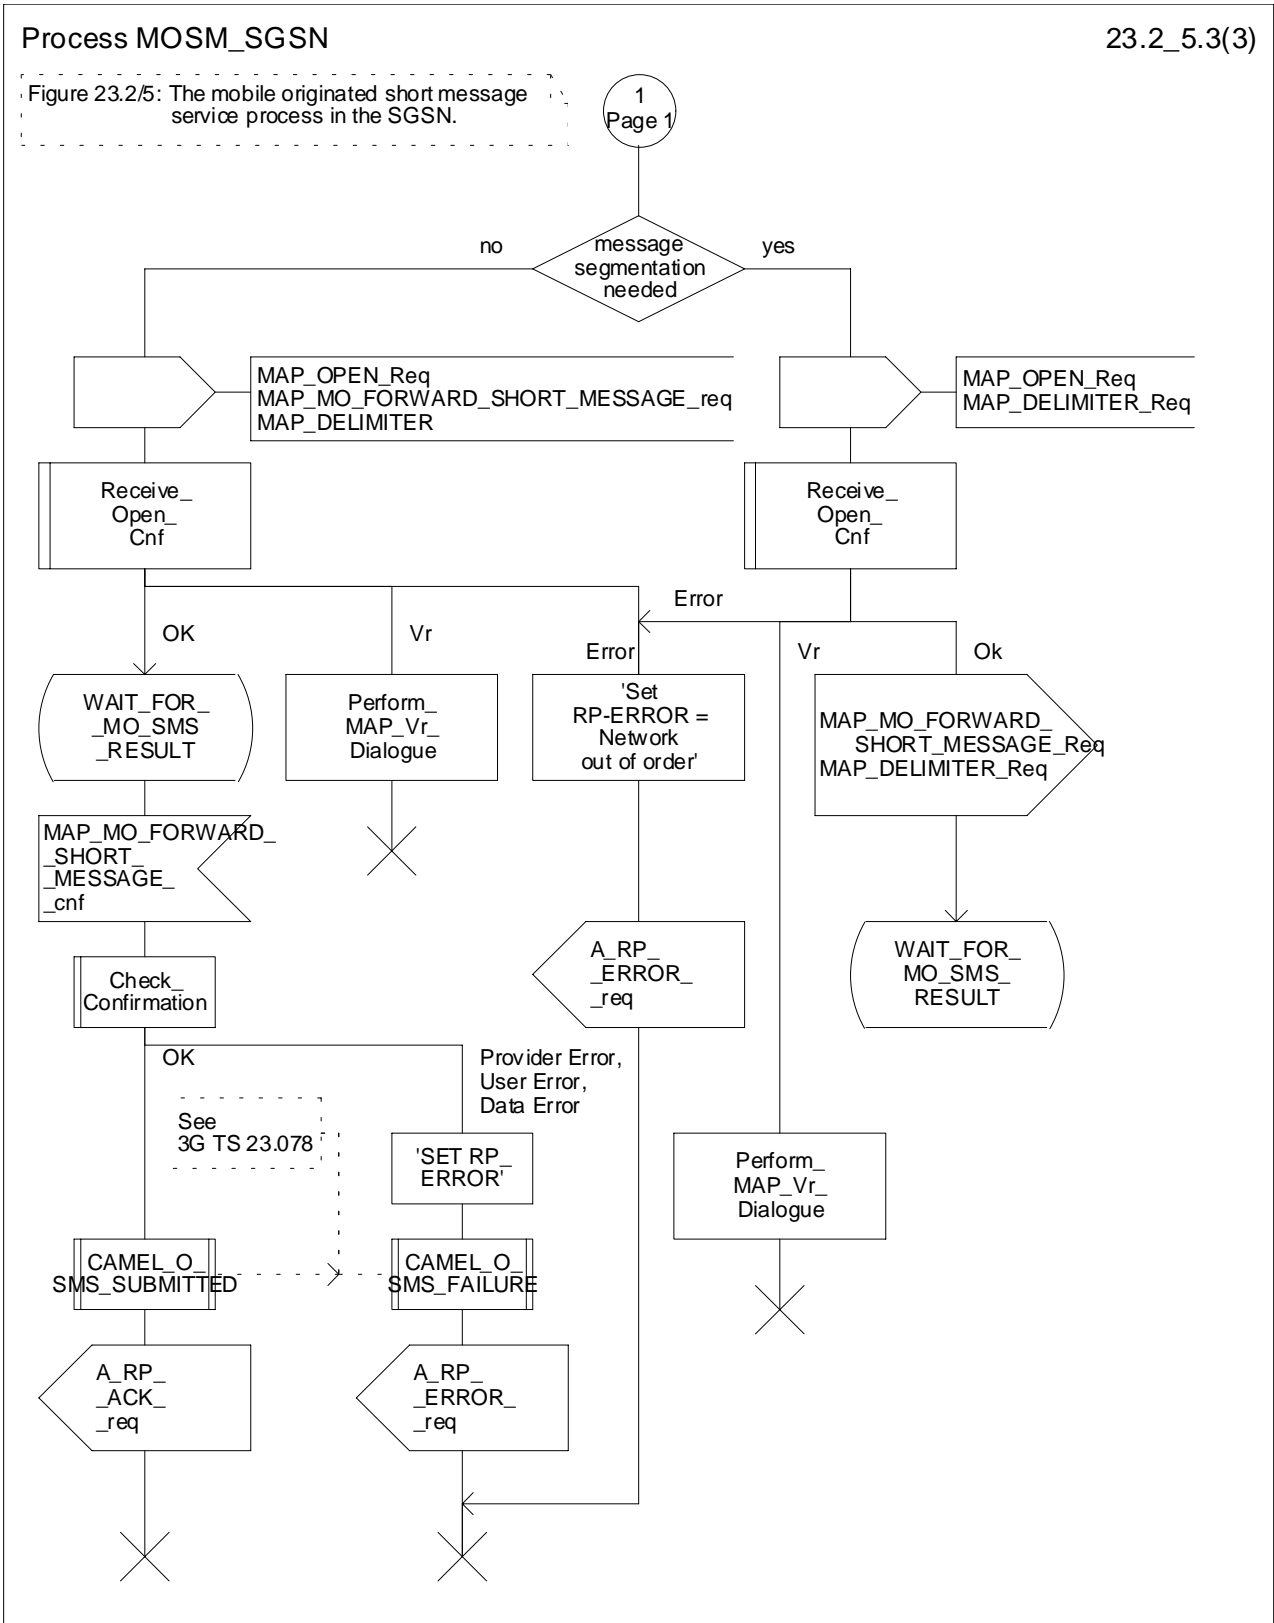 Process MOSM_SGSN
23.2_5.3(3)
Figure 23.2/5: The mobile originated short message
service process in the SGSN.
1
Page 1
no
message
segmentation
needed
yes
MAP_OPEN_Req
MAP_MO_FORWARD_SHORT_MESSAGE_req
MAP_DELIMITER
MAP_OPEN_Req
MAP_DELIMITER_Req
Receive_
Open_
Cnf
Receive_
Open_
Cnf
Error
OK
Vr
Error
Vr
Ok
WAIT_FOR_
_MO_SMS
_RESULT
Perform_
MAP_Vr_
Dialogue
'Set
RP-ERROR =
Network
out of order'
MAP_MO_FORWARD_
SHORT_MESSAGE_Req
MAP_DELIMITER_Req
MAP_MO_FORWARD_
_SHORT_
_MESSAGE_
_cnf
A_RP_
_ERROR_
_req
WAIT_FOR_
MO_SMS_
RESULT
Check_
Confirmation
OK
Provider Error,
User Error,
Data Error
See
3G TS 23.078
'SET RP_
ERROR'
Perform_
MAP_Vr_
Dialogue
CAMEL_O_
SMS_SUBMITTED
CAMEL_O_
SMS_FAILURE
A_RP_
_ACK_
_req
A_RP_
_ERROR_
_req